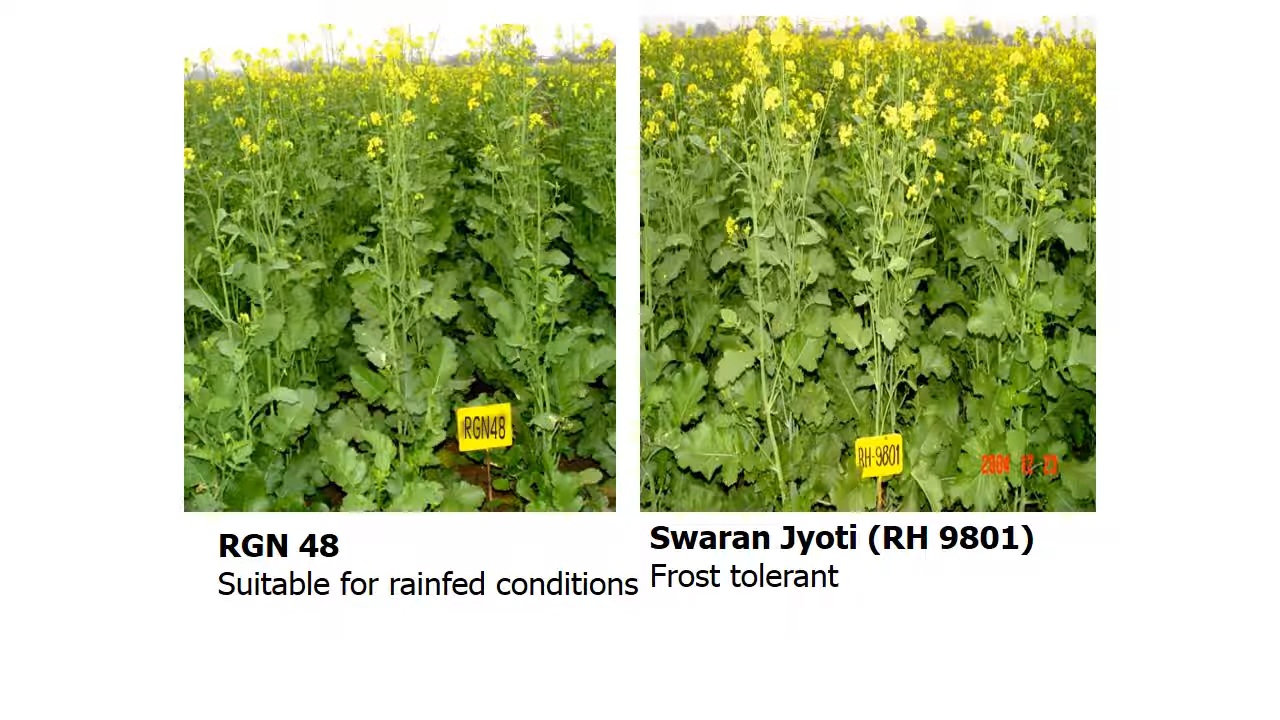 RGN48
RH-9801
2004 12 23
RGN 48
Suitable for rainfed conditions
Swaran Jyoti (RH 9801)
Frost tolerant